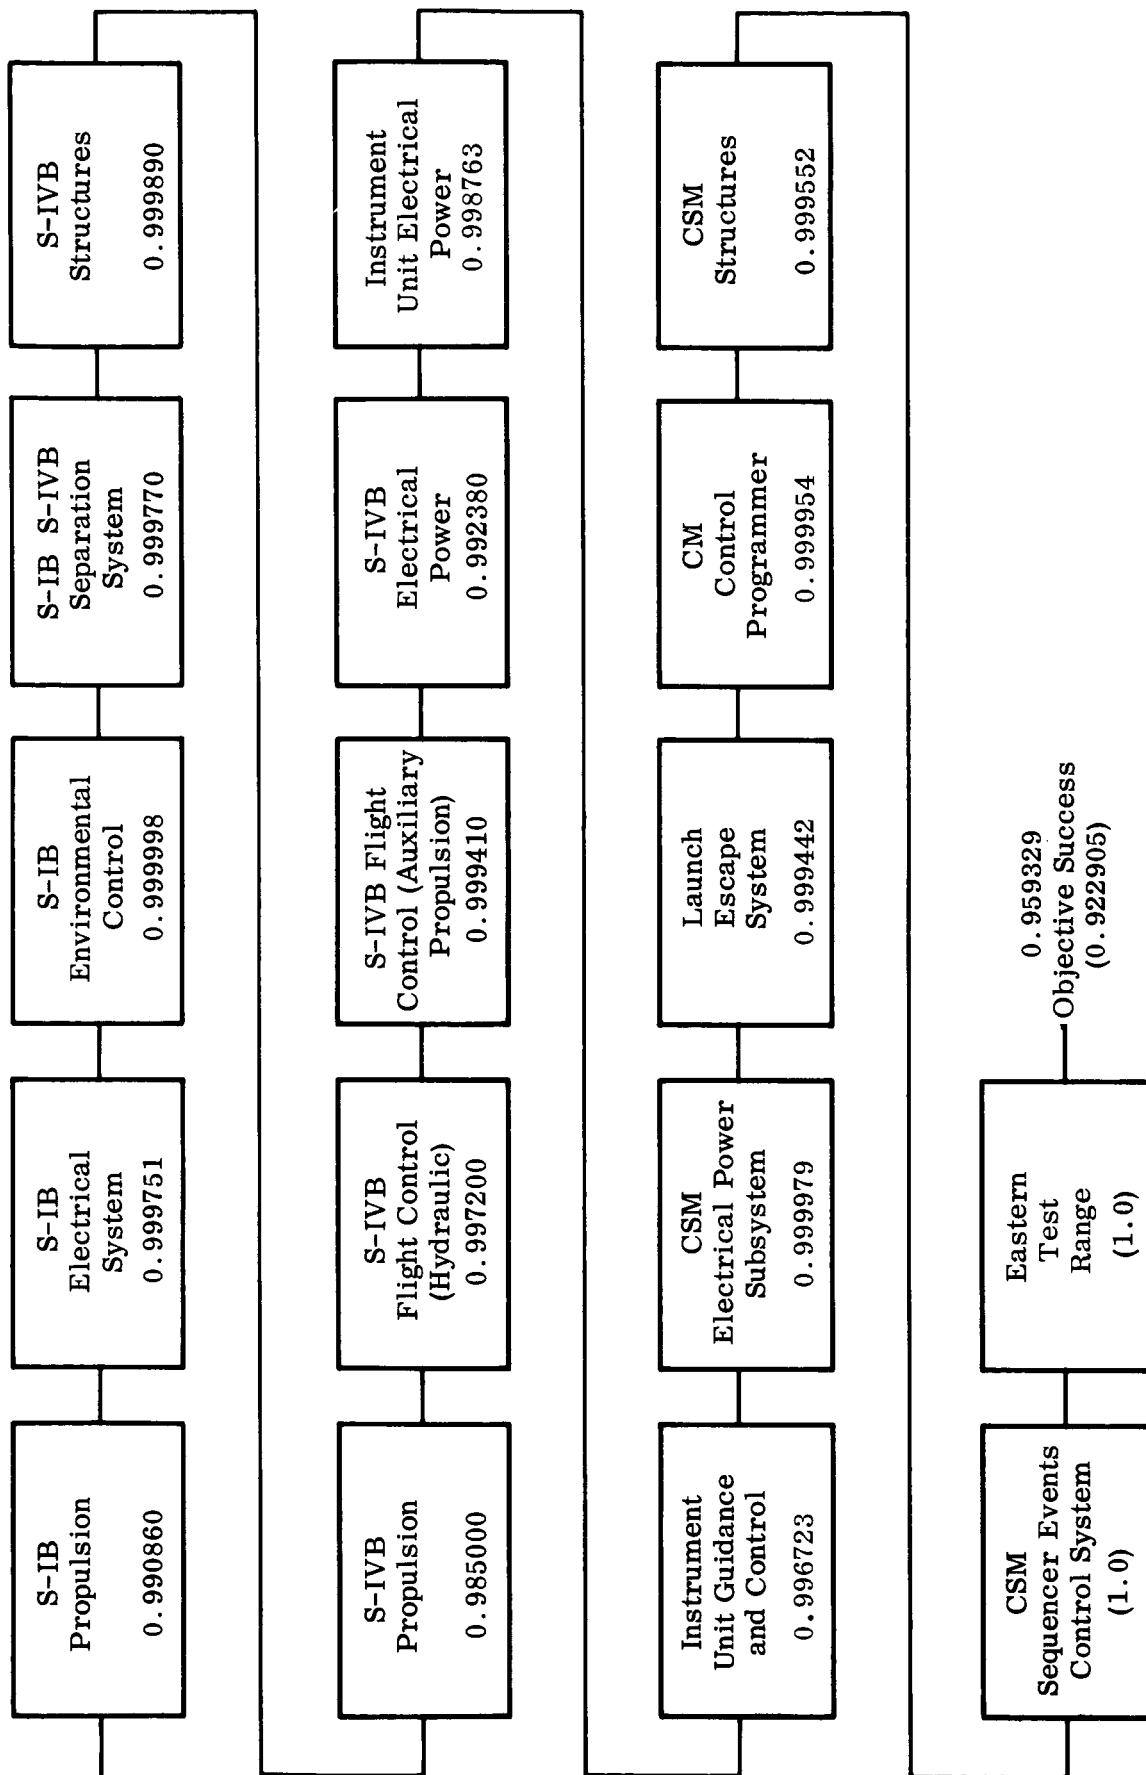 S-IB
Propulsion
0.990860
S-IB
Electrical
System
0.999751
S-IB
Environmental
Control
0.999998
S-IB S-IVB
Separation
System
0.999770
S-IVB
Structures
0.999890
S-IVB
Propulsion
0.985000
S-IVB
Flight Control
(Hydraulic)
0.997200
S-IVB Flight
Control (Auxiliary
Propulsion)
0.999410
S-IVB
Electrical
Power
0.992380
Instrument
Unit Electrical
Power
0.998763
Instrument
Unit Guidance
and Control
0.996723
CSM
Electrical Power
Subsystem
0.999979
Launch
Escape
System
0.999442
CM
Control
Programmer
0.999954
CSM
Structures
0.999552
CSM
Sequencer Events
Control System
(1.0)
Eastern
Test
Range
(1.0)
0.959329
Objective Success
(0.922905)